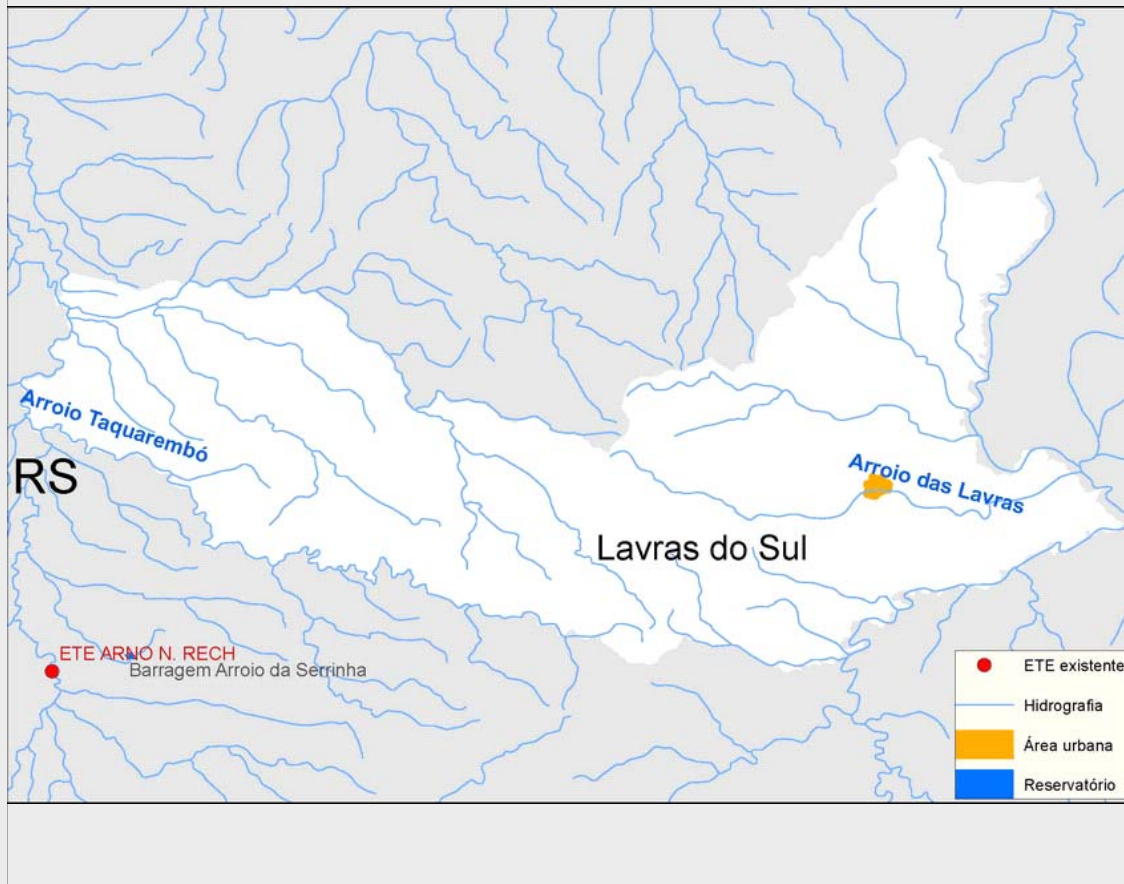 Arroio Taquarembó
RS
Arroio das Lavras
Lavras do Sul
ETE ARNO N. RECH
Barragem Arroio da Serrinha
ETE existente
Hidrografia
Área urbana
Reservatório